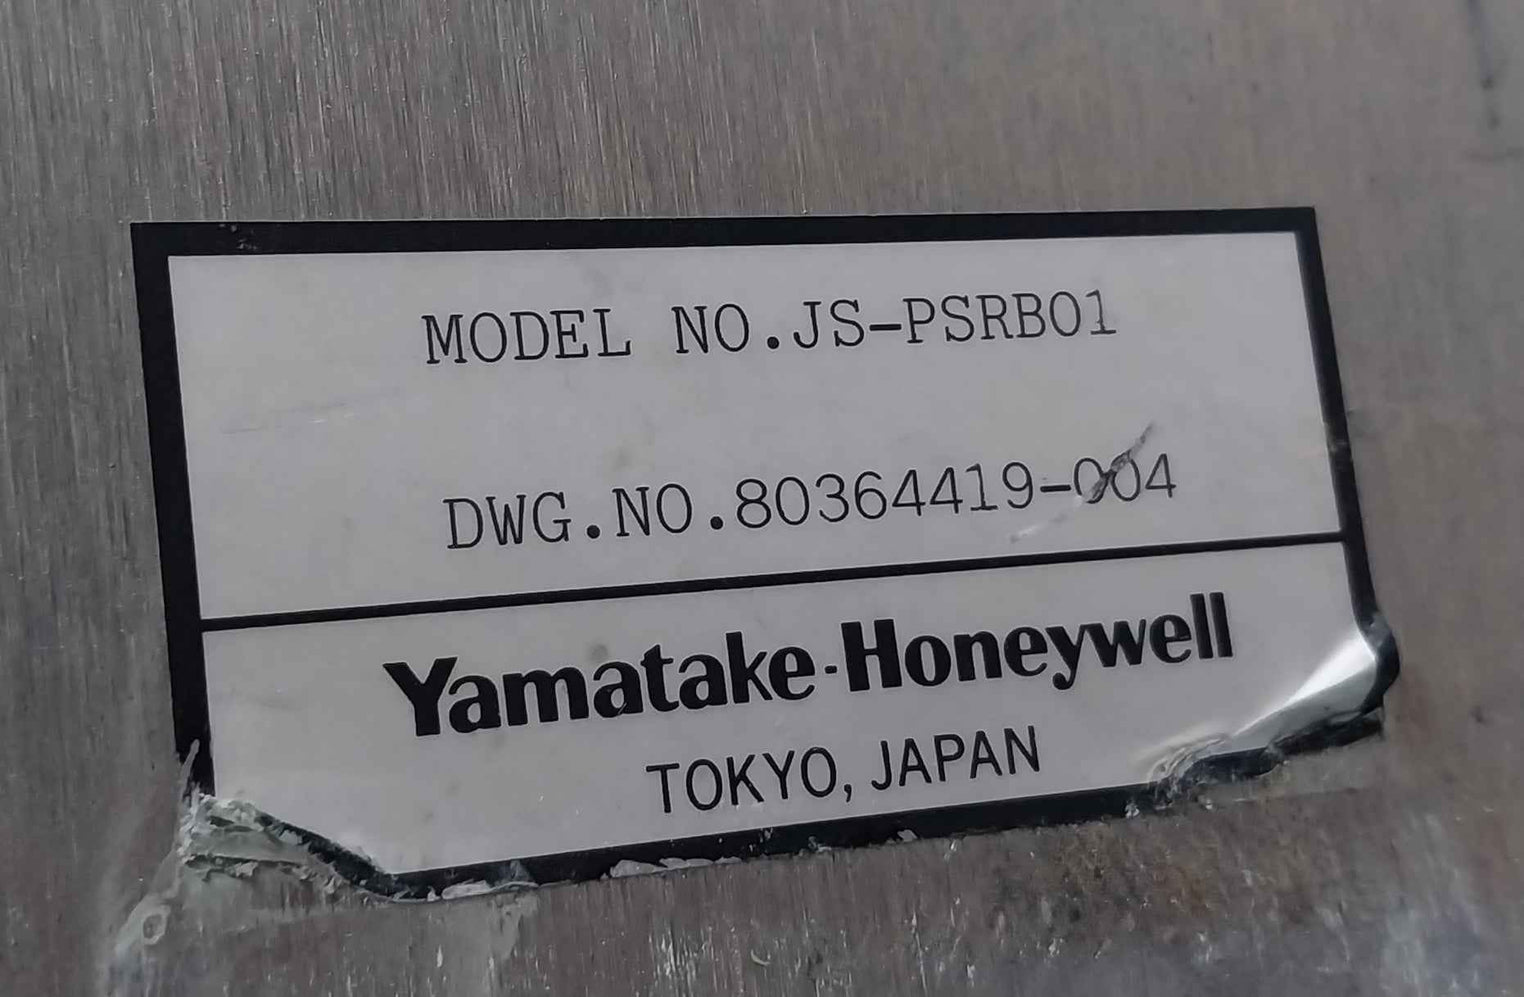 MODEL NO.JS-PSRB01
DWG.NO.80364419-004
Yamatake-Honeywell
TOKYO, JAPAN